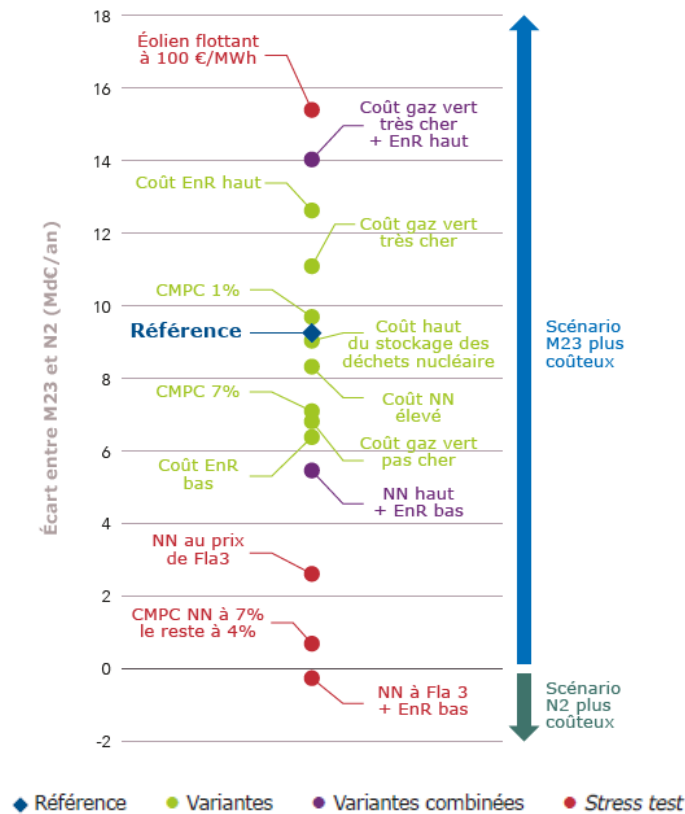 18
16
14
12
10
8
6
4
2
0
-2
Écart entre M23 et N2 (Md€/an)
Éolien flottant
à 100 €/MWh
Coût gaz vert
très cher
+ EnR haut
Coût EnR haut
Coût gaz vert
très cher
CMPC 1%
Référence
Coût haut
du stockage des
déchets nucléaire
CMPC 7%
Coût NN
élevé
Coût gaz vert
pas cher
Coût EnR
bas
NN haut
+ EnR bas
NN au prix
de Fla3
CMPC NN à 7%
le reste à 4%
NN à Fla 3
+ EnR bas
Scénario
M23 plus
coûteux
Scénario
N2 plus
coûteux
Référence
Variantes
Variantes combinées
Stress test